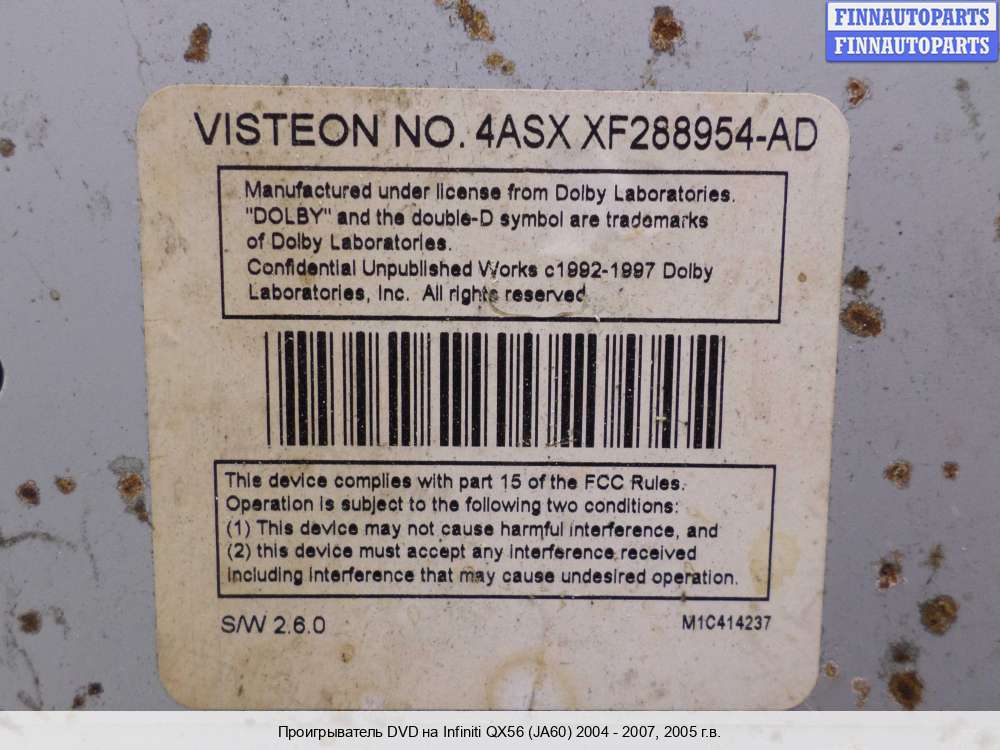 FINNAUTOPARTS
FINNAUTOPARTS
VISTEON NO. 4ASX XF288954-AD
Manufactured under license from Dolby Laboratories.
"DOLBY" and the double-D symbol are trademarks
of Dolby Laboratories.
Confidential Unpublished Works c1992-1997 Dolby
Laboratories, Inc. All rights reserved
This device complies with part 15 of the FCC Rules.
Operation is subject to the following two conditions:
(1) This device may not cause harmful interference, and
(2) this device must accept any interference received
including interference that may cause undesired operation.
S/W 2.6.0
M1C414237
Проигрыватель DVD на Infiniti QX56 (JA60) 2004 - 2007, 2005 г.в.